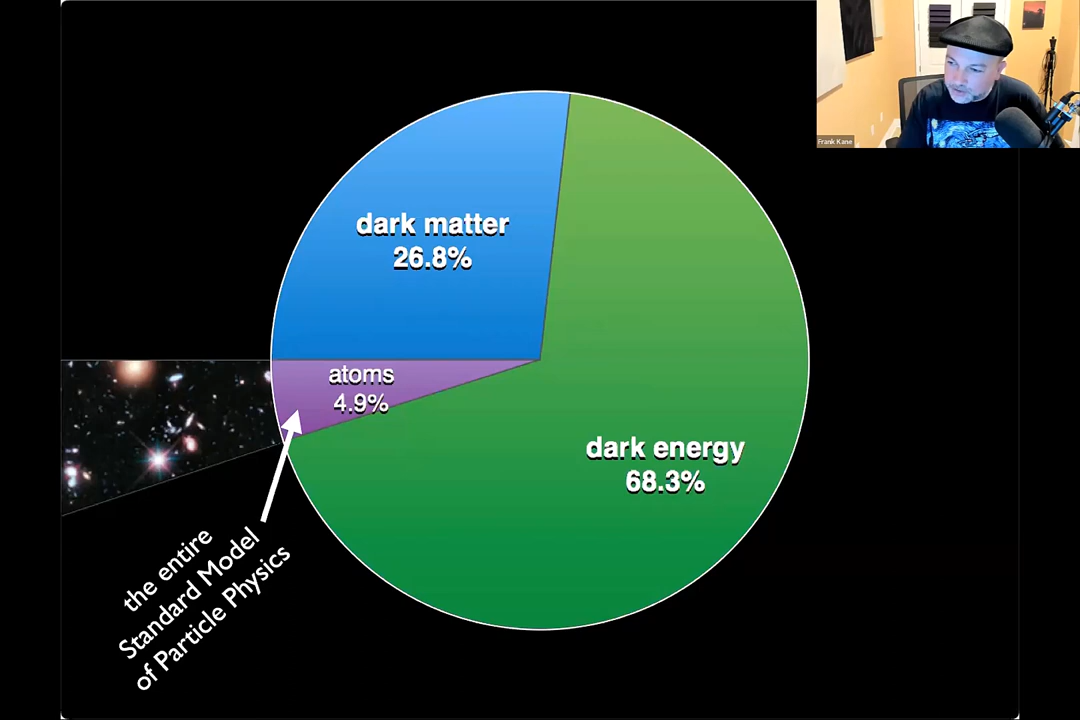 Frank Kane
dark matter
26.8%
atoms
4.9%
dark energy
68.3%
the entire
Standard Model
of Particle Physics